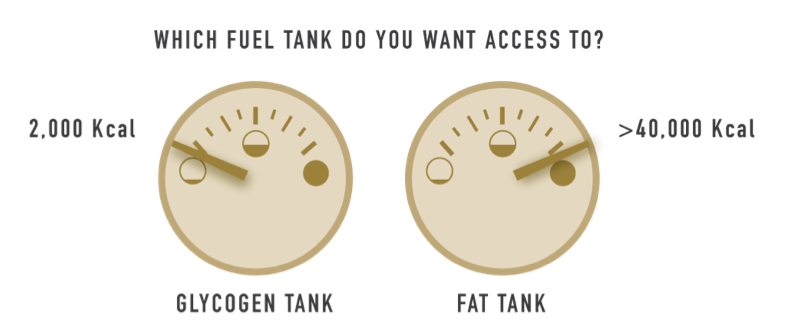 WHICH FUEL TANK DO YOU WANT ACCESS TO?
2,000 Kcal
>40,000 Kcal
GLYCOGEN TANK
FAT TANK